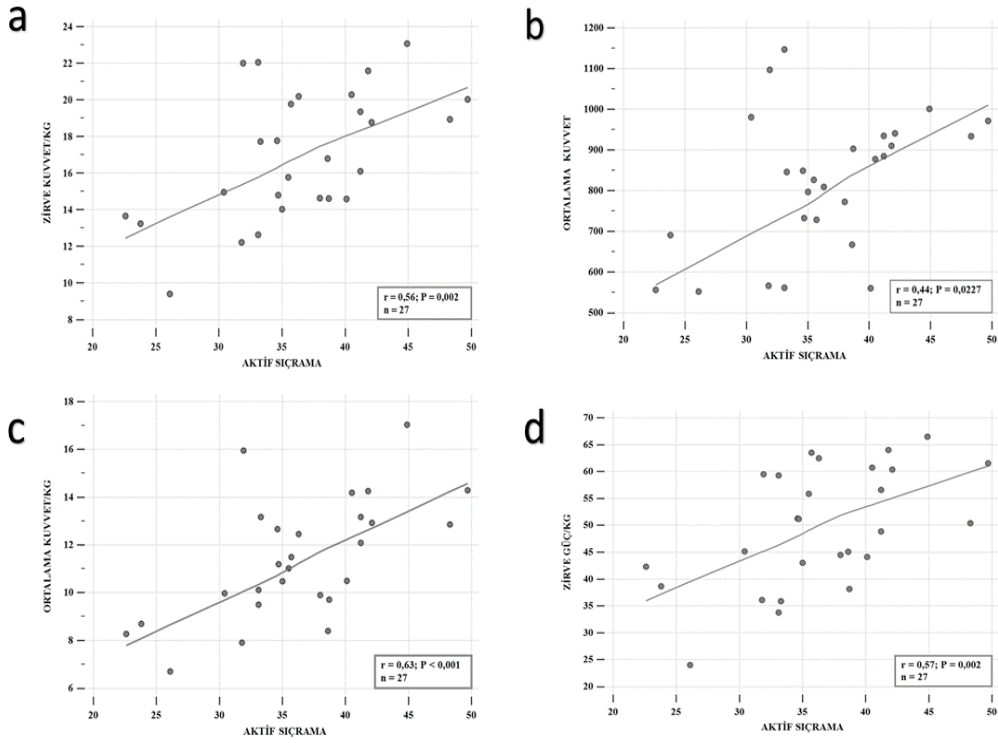 a
24
22
20
18
16
14
12
10
8
ZİRVE KUVVET/KG
r = 0,56; P = 0,002
n = 27
20 25 30 35 40 45 50
AKTİF SIÇRAMA
b
1200
1100
1000
900
800
700
600
500
ORTALAMA KUVVET
r = 0,44; P = 0,0227
n = 27
20 25 30 35 40 45 50
AKTİF SIÇRAMA
c
18
16
14
12
10
8
6
ORTALAMA KUVVET/KG
r = 0,63; P < 0,001
n = 27
20 25 30 35 40 45 50
AKTİF SIÇRAMA
d
70
65
60
55
50
45
40
35
30
25
20
ZİRVE GÜÇ/KG
r = 0,57; P = 0,002
n = 27
20 25 30 35 40 45 50
AKTİF SIÇRAMA